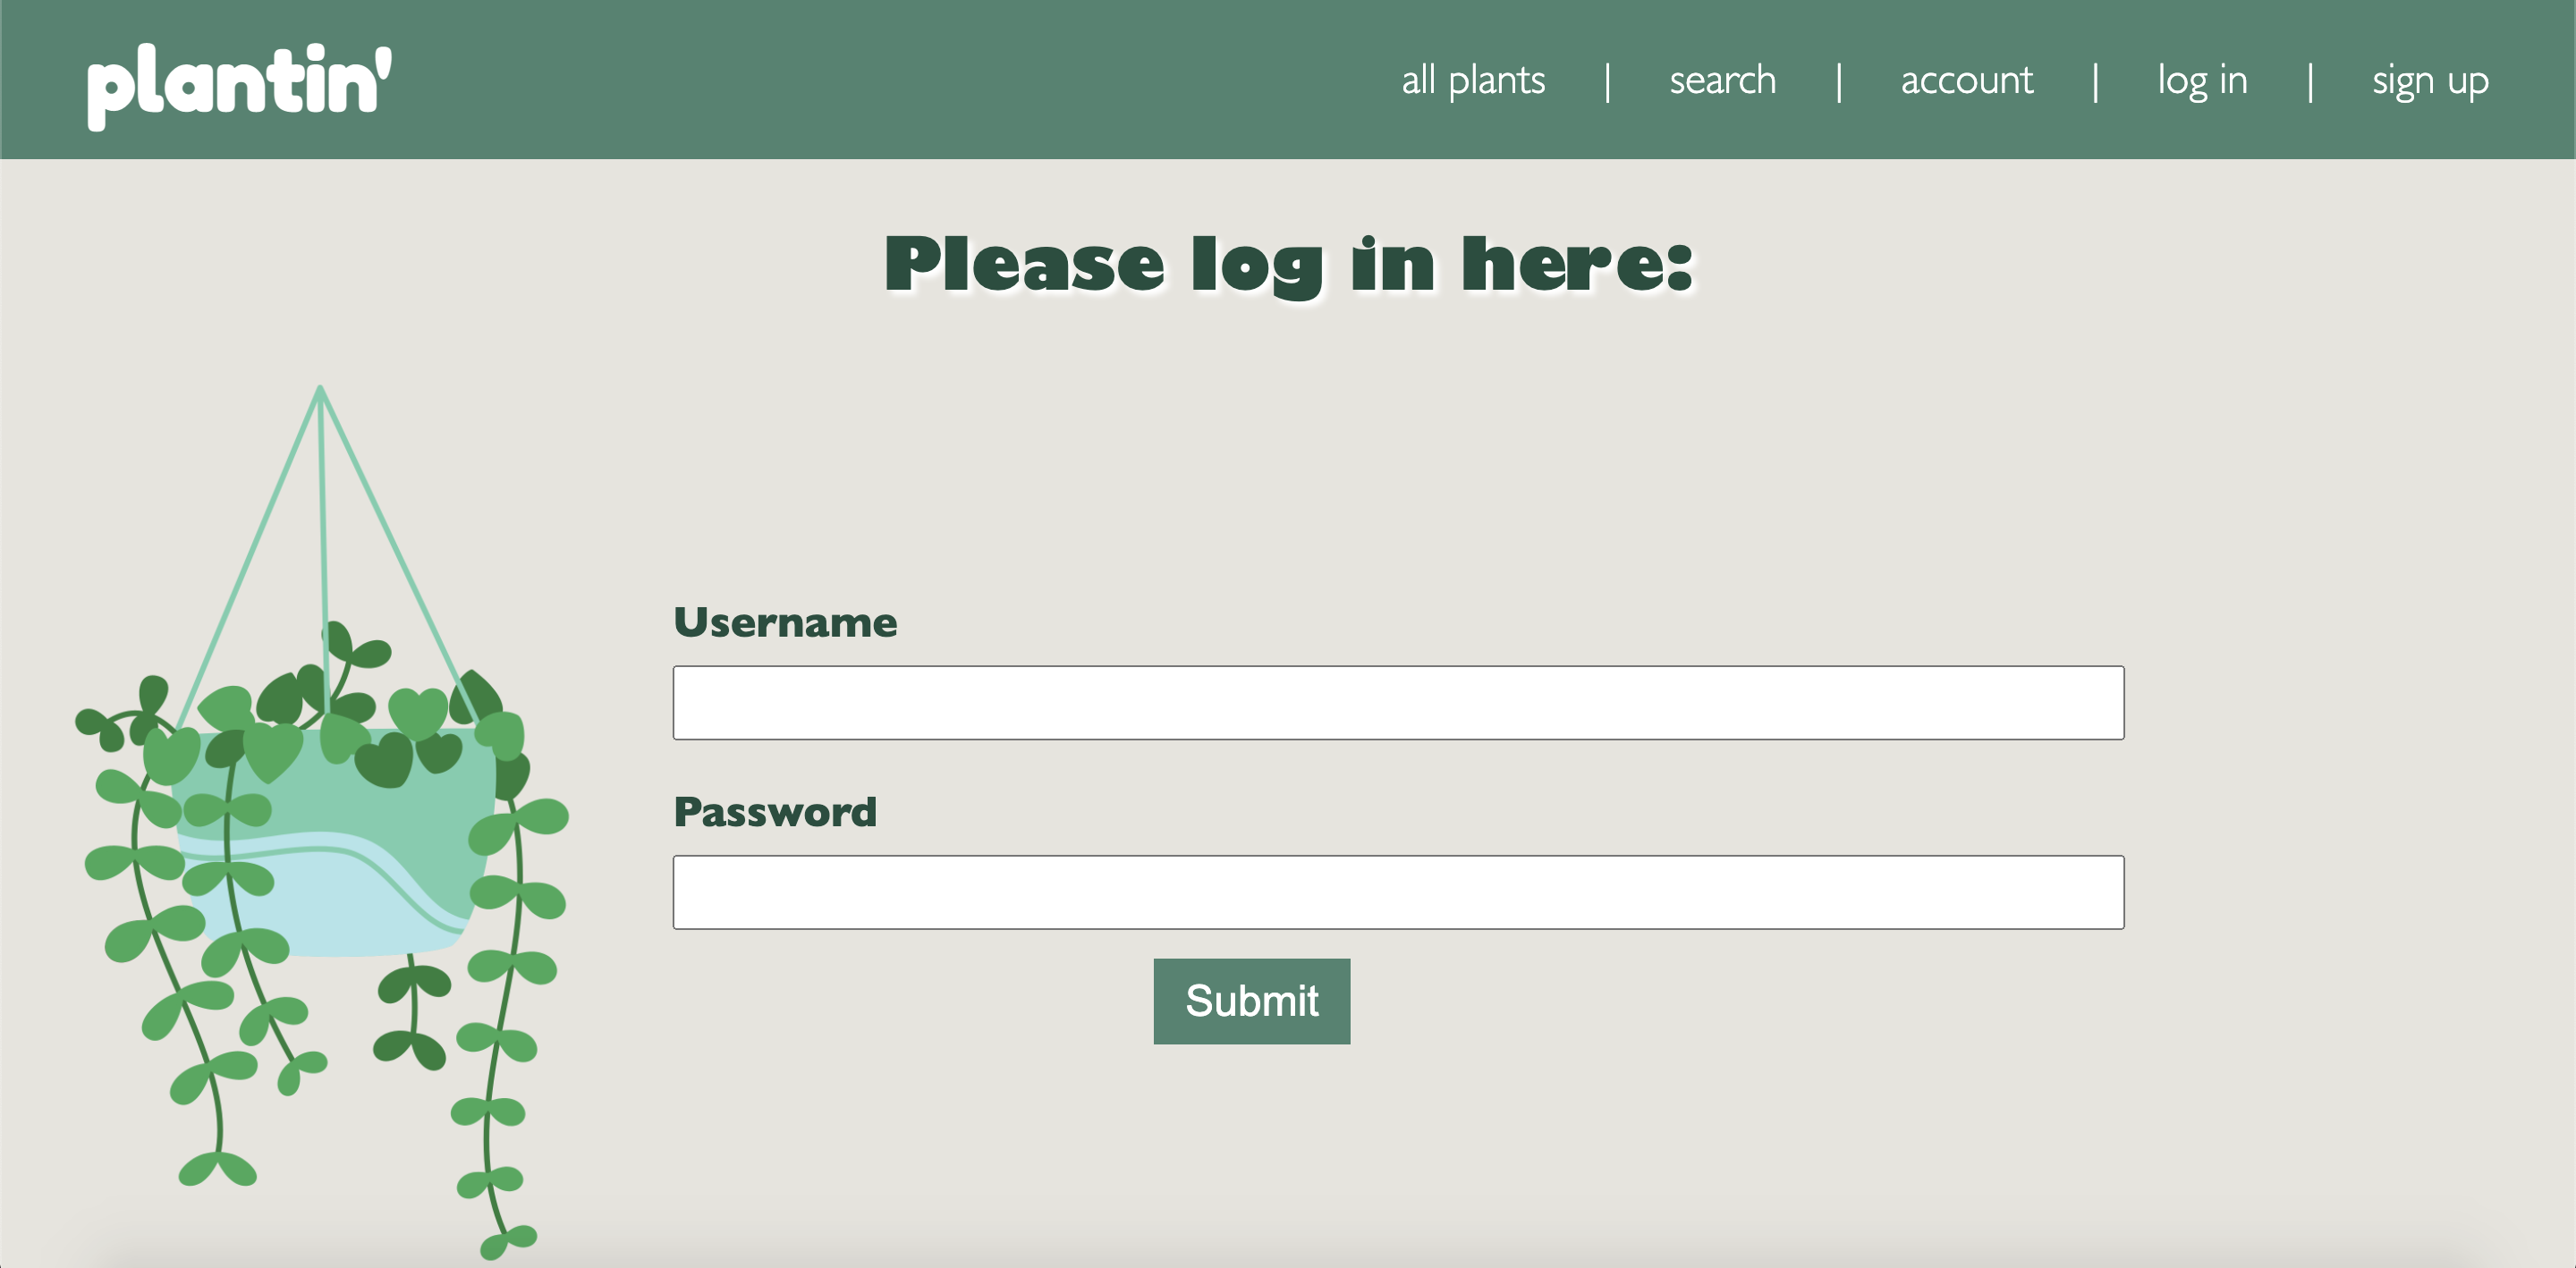 plantin'
all plants | search | account | log in | sign up
Please log in here:
Username
Password
Submit